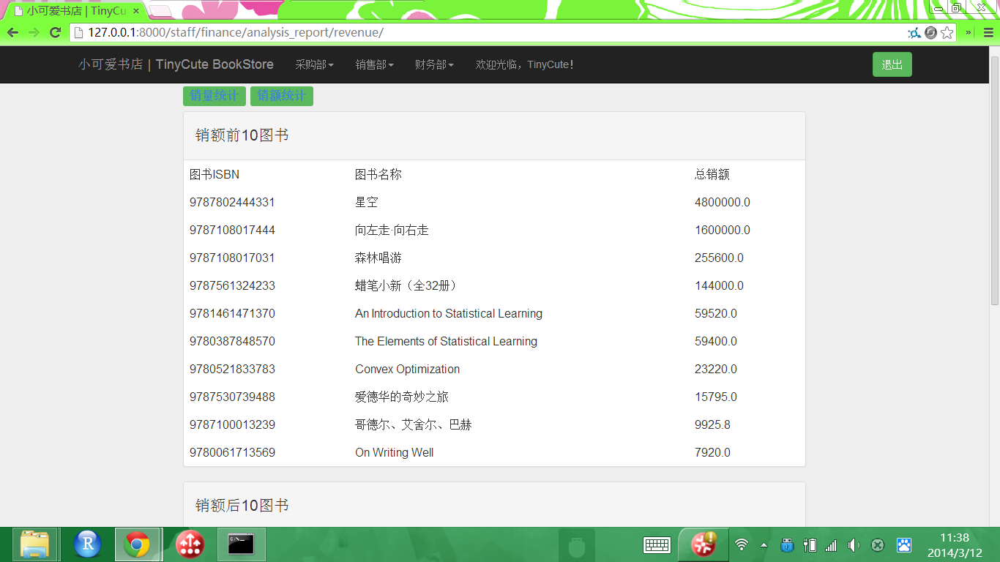 小可爱书店 | TinyCu
127.0.0.1:8000/staff/finance/analysis_report/revenue/
小可爱书店 | TinyCute BookStore 采购部 销售部 财务部 欢迎光临，TinyCute! 退出
销量统计 销额统计
销额前10图书
图书ISBN 图书名称 总销额
9787802444331 星空 4800000.0
9787108017444 向左走·向右走 1600000.0
9787108017031 森林唱游 255600.0
9787561324233 蜡笔小新（全32册） 144000.0
9781461471370 An Introduction to Statistical Learning 59520.0
9780387848570 The Elements of Statistical Learning 59400.0
9780521833783 Convex Optimization 23220.0
9787530739488 爱德华的奇妙之旅 15795.0
9787100013239 哥德尔、艾舍尔、巴赫 9925.8
9780061713569 On Writing Well 7920.0
销额后10图书
11:38
2014/3/12